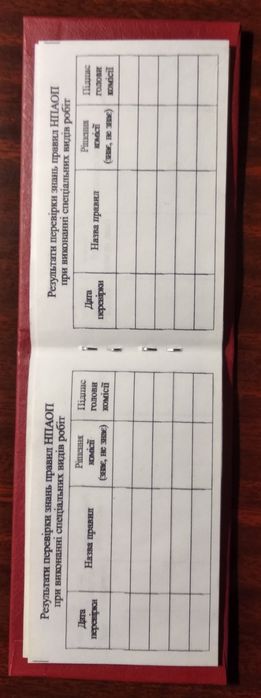 Результати перевірки знань правил НПАОП
при виконанні спеціальних видів робіт
Дата
перевірки
Назва правил
Рішення
комісії
(знає, не знає)
Підпис
голови
комісії
Результати перевірки знань правил НПАОП
при виконанні спеціальних видів робіт
Дата
перевірки
Назва правил
Рішення
комісії
(знає, не знає)
Підпис
голови
комісії